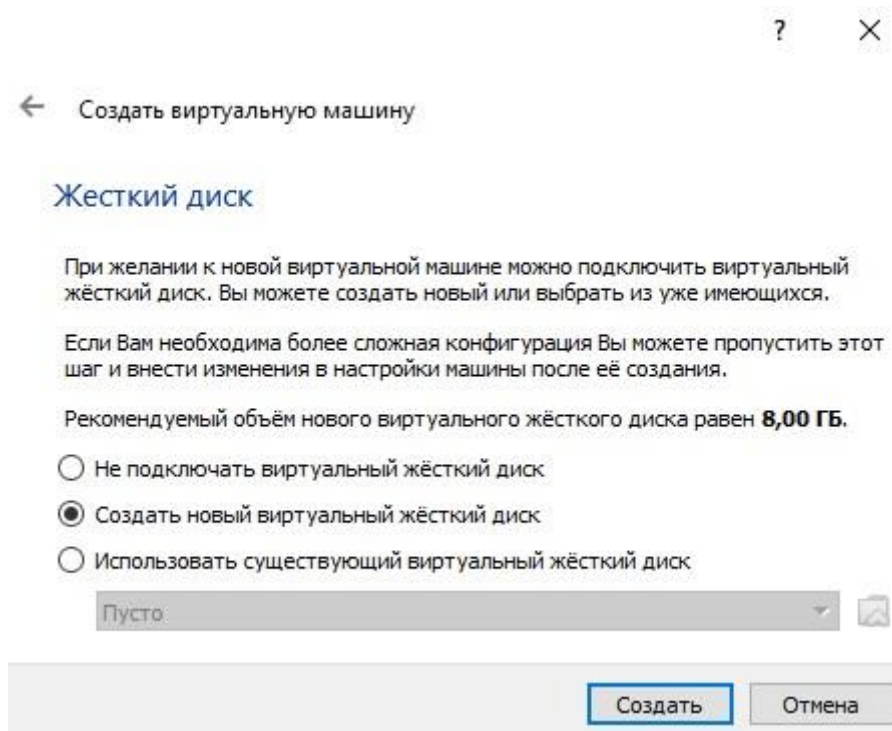 ?
Создать виртуальную машину
Жесткий диск
При желании к новой виртуальной машине можно подключить виртуальный
жёсткий диск. Вы можете создать новый или выбрать из уже имеющихся.
Если Вам необходима более сложная конфигурация Вы можете пропустить этот
шаг и внести изменения в настройки машины после её создания.
Рекомендуемый объём нового виртуального жёсткого диска равен 8,00 ГБ.
Не подключать виртуальный жёсткий диск
Создать новый виртуальный жёсткий диск
Использовать существующий виртуальный жёсткий диск
Пусто
Создать Отмена